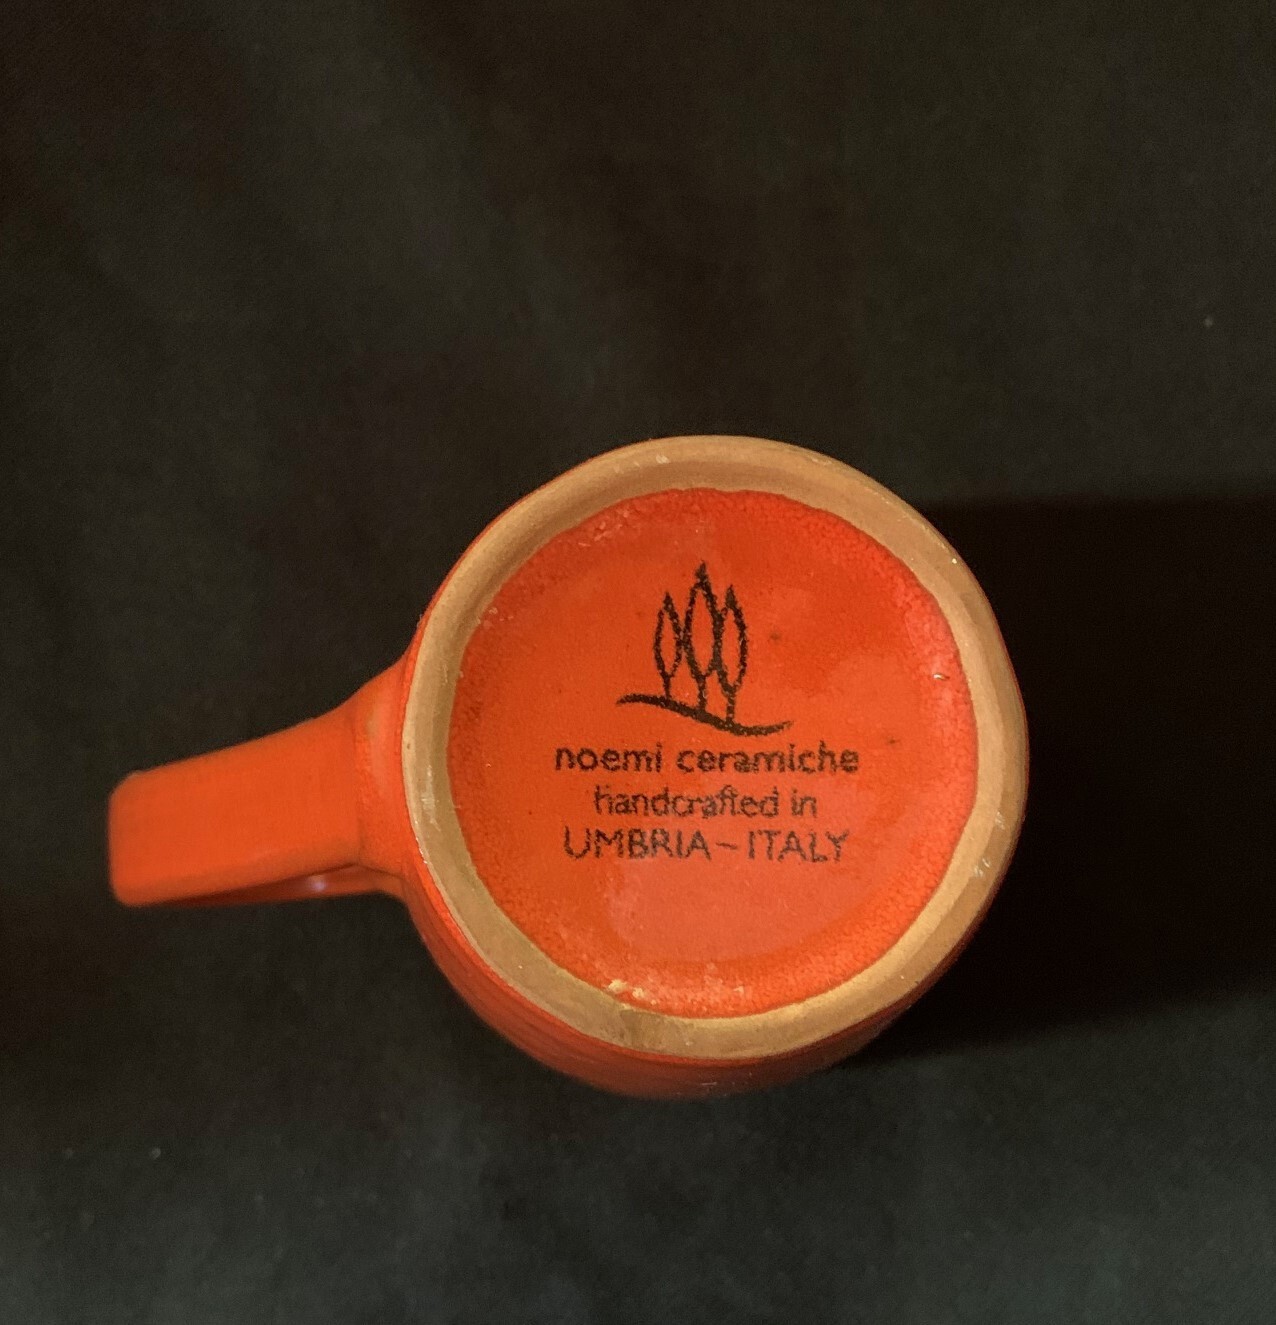 noemi ceramiche
handcrafted in
UMBRIA~ITALY